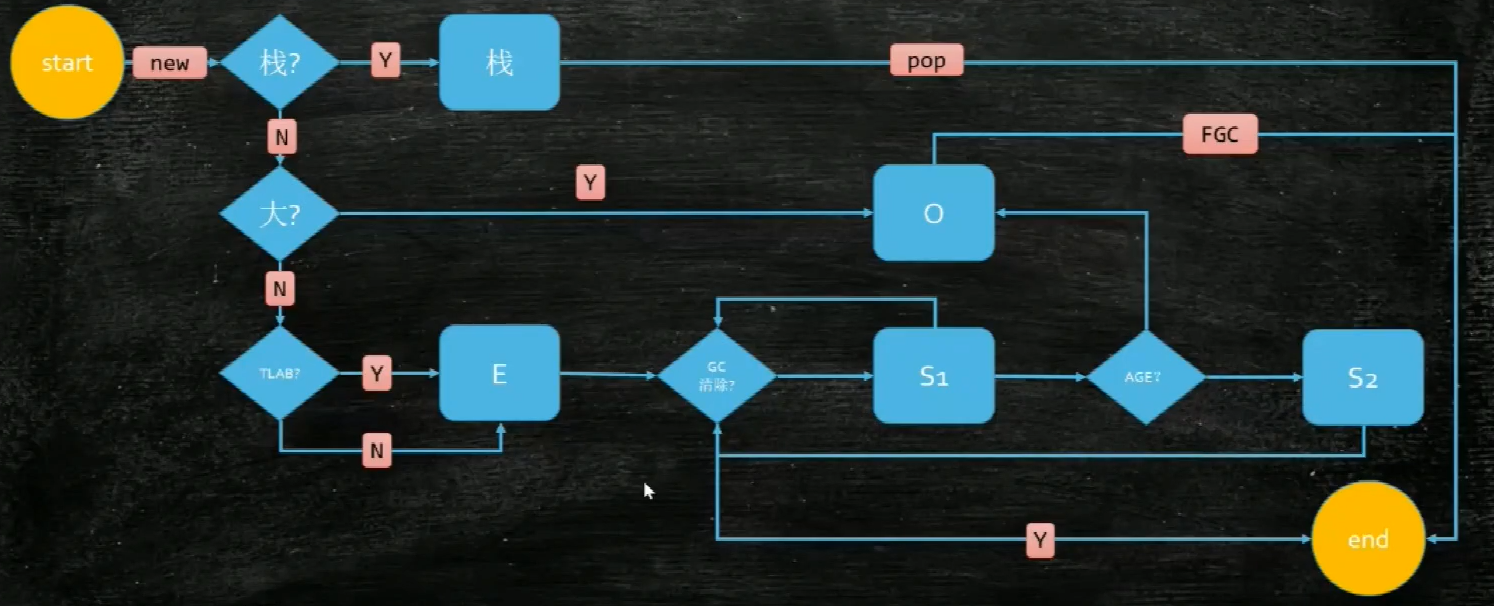 start
new
栈?
Y
栈
pop
N
FGC
大?
Y
O
N
TLAB?
Y
E
GC
清除?
S1
AGE?
S2
N
Y
end